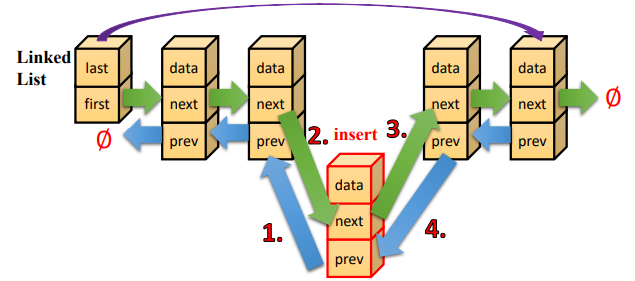 Linked
List
last
first
data
next
prev
data
next
prev
2. insert 3.
data
next
prev
1.
4.
data
next
prev
data
next
prev
∅
∅